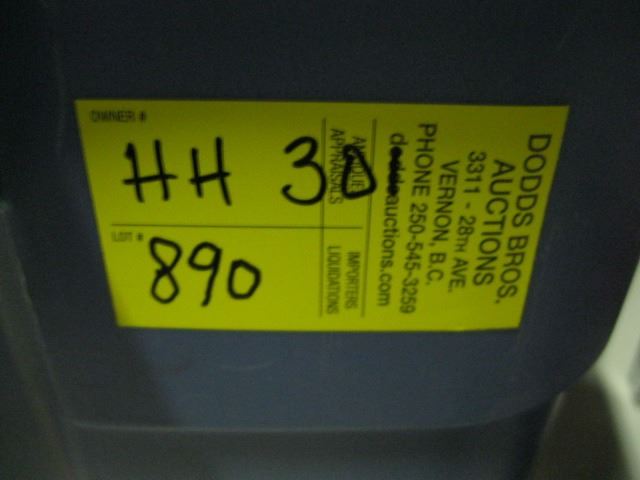 OWNER #
HH 30
LOT #
890
ANTIQUE
APPRAISALS
IMPORTERS
LIQUIDATIONS
DODDS BROS.
AUCTIONS
3311 - 28TH AVE.
VERNON, B.C.
PHONE 250-545-3259
doddsauctions.com